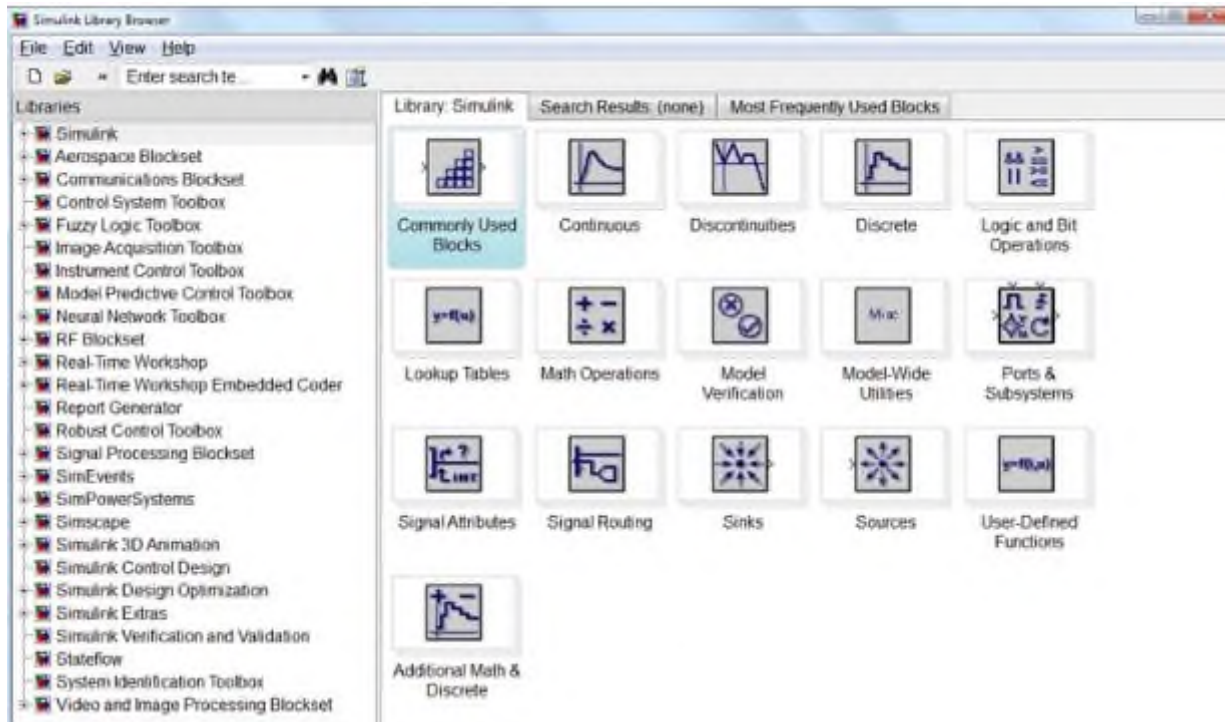 Simulink Library Browser
File Edit View Help
Enter search te...
Libraries
Simulink
Aerospace Blockset
Communications Blockset
Control System Toolbox
Fuzzy Logic Toolbox
Image Acquisition Toolbox
Instrument Control Toolbox
Model Predictive Control Toolbox
Neural Network Toolbox
RF Blockset
Real-Time Workshop
Real-Time Workshop Embedded Coder
Report Generator
Robust Control Toolbox
Signal Processing Blockset
SimEvents
SimPowerSystems
Simscape
Simulink 3D Animation
Simulink Control Design
Simulink Design Optimization
Simulink Extras
Simulink Verification and Validation
Stateflow
System Identification Toolbox
Video and Image Processing Blockset
Library: Simulink Search Results: (none) Most Frequently Used Blocks
Commonly Used
Blocks
Continuous
Discontinuities
Discrete
Logic and Bit
Operations
y=f(u)
Lookup Tables
+ −
÷ ×
Math Operations
Model
Verification
Misc
Model-Wide
Utilities
Ports &
Subsystems
Signal Attributes
Signal Routing
Sinks
Sources
y=f(t,u)
User-Defined
Functions
+ −
Additional Math &
Discrete